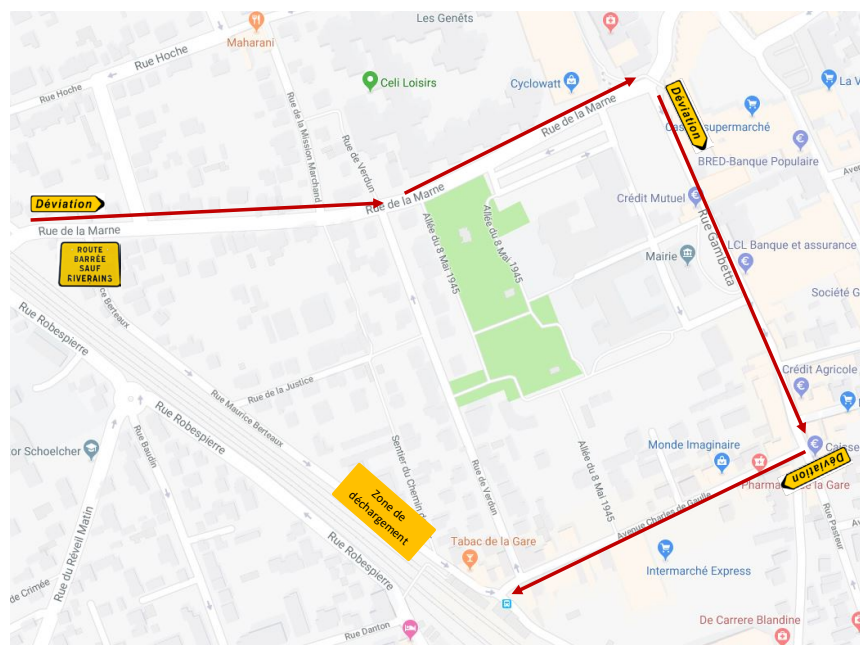 Les Genêts
Maharani
Rue Hoche
Rue Hoche
Celi Loisirs
Cyclowatt
La V
Rue de la Mission Marchand
Rue de Verdun
Rue de la Marne
Déviation
supermarché
BRED-Banque Populaire
Déviation
Rue de la Marne
Rue de la Marne
Allée du 8 Mai 1945
Allée du 8 Mai 1945
Crédit Mutuel
Rue Gambetta
ROUTE
BARRÉE
SAUF
RIVERAINS
LCL Banque et assurance
Mairie
Société G
Rue Robespierre
Berteaux
Crédit Agricole
Rue de la Justice
Rue Maurice Berteaux
Rue Robespierre
Rue Baudin
or Schoelcher
Sentier du Chemin d
Rue de Verdun
Allée du 8 Mai 1945
Monde Imaginaire
Caisse
Déviation
Pharma
de la Gare
Zone de
déchargement
Avenue Charles de Gaulle
Rue Pasteur
Rue du Réveil Matin
Rue Robespierre
Tabac de la Gare
Intermarché Express
de Crimée
Rue Danton
De Carrere Blandine